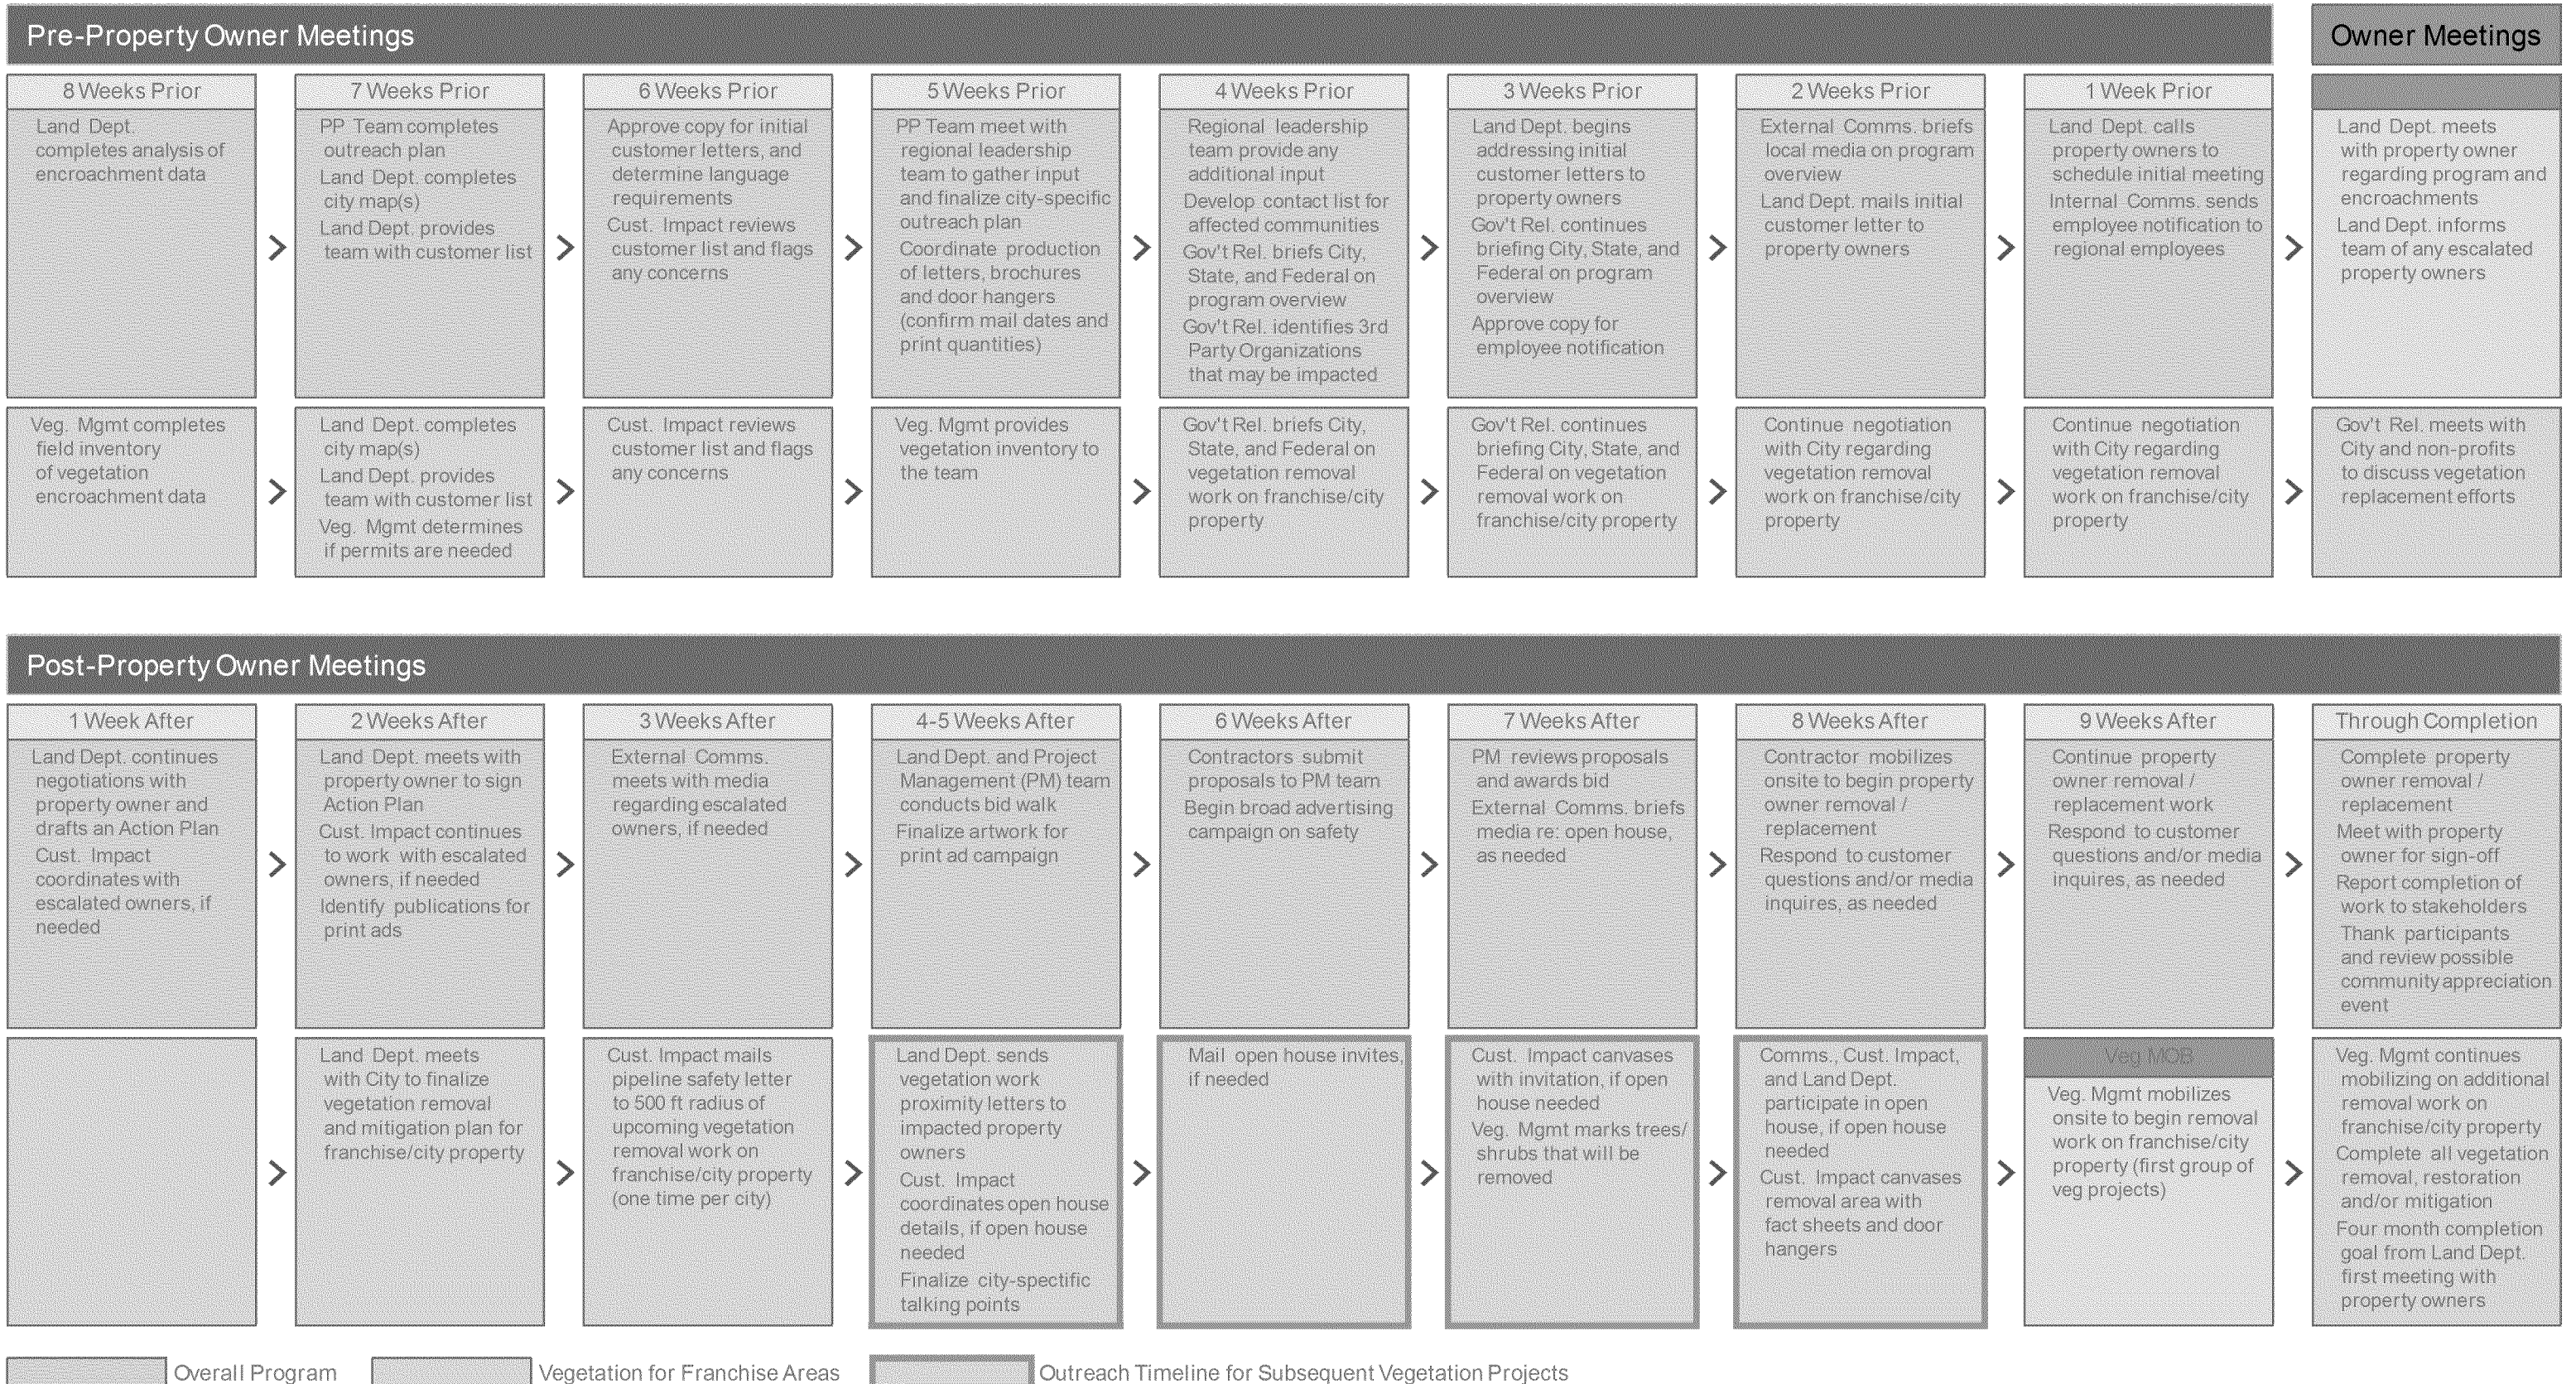 Pre-Property Owner Meetings
Owner Meetings
8 Weeks Prior
Land Dept.
completes analysis of
encroachment data
7 Weeks Prior
PP Team completes
outreach plan
Land Dept. completes
city map(s)
Land Dept. provides
team with customer list
6 Weeks Prior
Approve copy for initial
customer letters, and
determine language
requirements
Cust. Impact reviews
customer list and flags
any concerns
5 Weeks Prior
PP Team meet with
regional leadership
team to gather input
and finalize city-specific
outreach plan
Coordinate production
of letters, brochures
and door hangers
(confirm mail dates and
print quantities)
4 Weeks Prior
Regional leadership
team provide any
additional input
Develop contact list for
affected communities
Gov't Rel. briefs City,
State, and Federal on
program overview
Gov't Rel. identifies 3rd
Party Organizations
that may be impacted
3 Weeks Prior
Land Dept. begins
addressing initial
customer letters to
property owners
Gov't Rel. continues
briefing City, State, and
Federal on program
overview
Approve copy for
employee notification
2 Weeks Prior
External Comms. briefs
local media on program
overview
Land Dept. mails initial
customer letter to
property owners
1 Week Prior
Land Dept. calls
property owners to
schedule initial meeting
Internal Comms. sends
employee notification to
regional employees
Land Dept. meets
with property owner
regarding program and
encroachments
Land Dept. informs
team of any escalated
property owners
Veg. Mgmt completes
field inventory
of vegetation
encroachment data
Land Dept. completes
city map(s)
Land Dept. provides
team with customer list
Veg. Mgmt determines
if permits are needed
Cust. Impact reviews
customer list and flags
any concerns
Veg. Mgmt provides
vegetation inventory to
the team
Gov't Rel. briefs City,
State, and Federal on
vegetation removal
work on franchise/city
property
Gov't Rel. continues
briefing City, State, and
Federal on vegetation
removal work on
franchise/city property
Continue negotiation
with City regarding
vegetation removal
work on franchise/city
property
Continue negotiation
with City regarding
vegetation removal
work on franchise/city
property
Gov't Rel. meets with
City and non-profits
to discuss vegetation
replacement efforts
Post-Property Owner Meetings
1 Week After
Land Dept. continues
negotiations with
property owner and
drafts an Action Plan
Cust. Impact
coordinates with
escalated owners, if
needed
2 Weeks After
Land Dept. meets with
property owner to sign
Action Plan
Cust. Impact continues
to work with escalated
owners, if needed
Identify publications for
print ads
3 Weeks After
External Comms.
meets with media
regarding escalated
owners, if needed
4-5 Weeks After
Land Dept. and Project
Management (PM) team
conducts bid walk
Finalize artwork for
print ad campaign
6 Weeks After
Contractors submit
proposals to PM team
Begin broad advertising
campaign on safety
7 Weeks After
PM reviews proposals
and awards bid
External Comms. briefs
media re: open house,
as needed
8 Weeks After
Contractor mobilizes
onsite to begin property
owner removal /
replacement
Respond to customer
questions and/or media
inquires, as needed
9 Weeks After
Continue property
owner removal /
replacement work
Respond to customer
questions and/or media
inquires, as needed
Through Completion
Complete property
owner removal /
replacement
Meet with property
owner for sign-off
Report completion of
work to stakeholders
Thank participants
and review possible
community appreciation
event
Land Dept. meets
with City to finalize
vegetation removal
and mitigation plan for
franchise/city property
Cust. Impact mails
pipeline safety letter
to 500 ft radius of
upcoming vegetation
removal work on
franchise/city property
(one time per city)
Land Dept. sends
vegetation work
proximity letters to
impacted property
owners
Cust. Impact
coordinates open house
details, if open house
needed
Finalize city-spectific
talking points
Mail open house invites,
if needed
Cust. Impact canvases
with invitation, if open
house needed
Veg. Mgmt marks trees/
shrubs that will be
removed
Comms., Cust. Impact,
and Land Dept.
participate in open
house, if open house
needed
Cust. Impact canvases
removal area with
fact sheets and door
hangers
Veg MOB
Veg. Mgmt mobilizes
onsite to begin removal
work on franchise/city
property (first group of
veg projects)
Veg. Mgmt continues
mobilizing on additional
removal work on
franchise/city property
Complete all vegetation
removal, restoration
and/or mitigation
Four month completion
goal from Land Dept.
first meeting with
property owners
Overall Program
Vegetation for Franchise Areas
Outreach Timeline for Subsequent Vegetation Projects